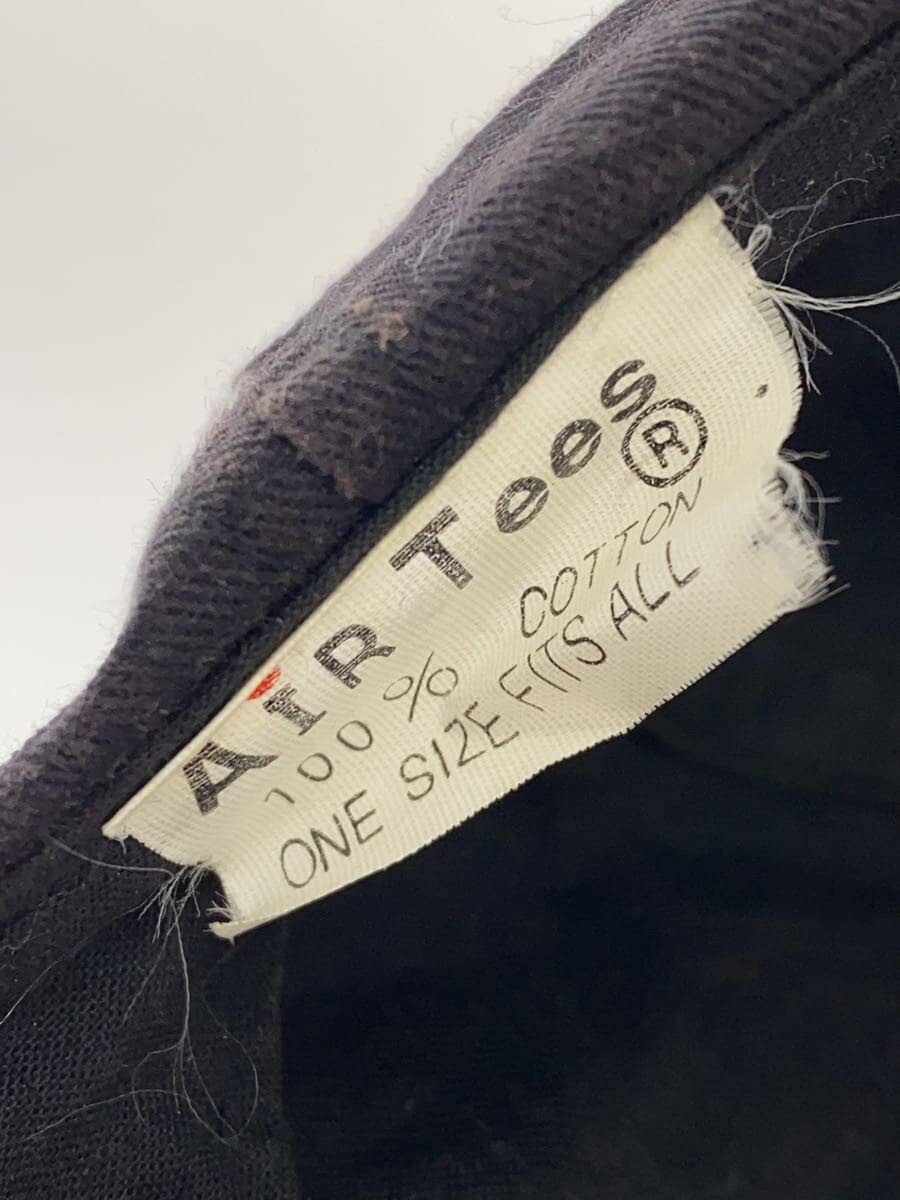 AiR Tees®
100% COTTON
ONE SIZE FITS ALL